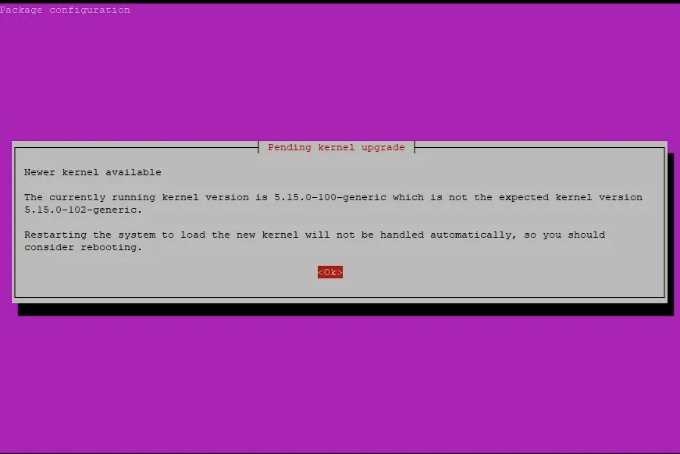 Package configuration
Pending kernel upgrade
Newer kernel available
The currently running kernel version is 5.15.0-100-generic which is not the expected kernel version
5.15.0-102-generic.
Restarting the system to load the new kernel will not be handled automatically, so you should
consider rebooting.
<Ok>